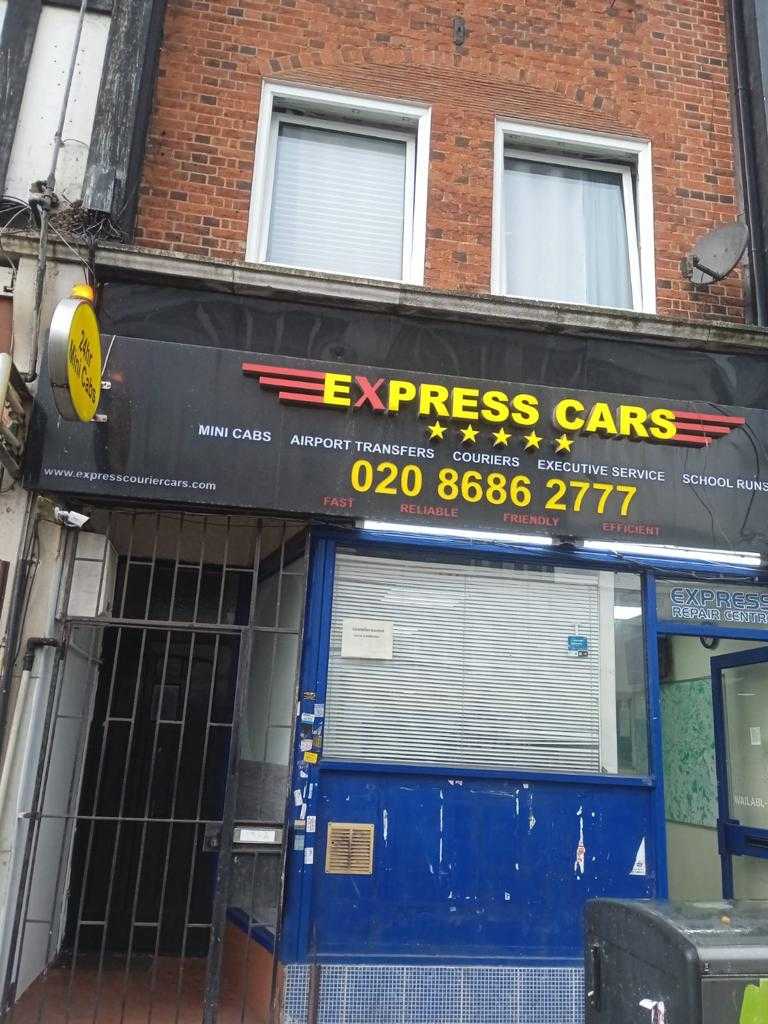 24hr
Mini Cabs
EXPRESS CARS
MINI CABS AIRPORT TRANSFERS COURIERS EXECUTIVE SERVICE SCHOOL RUNS
www.expresscouriercars.com
020 8686 2777
FAST RELIABLE FRIENDLY EFFICIENT
EXPRESS
REPAIR CENTR